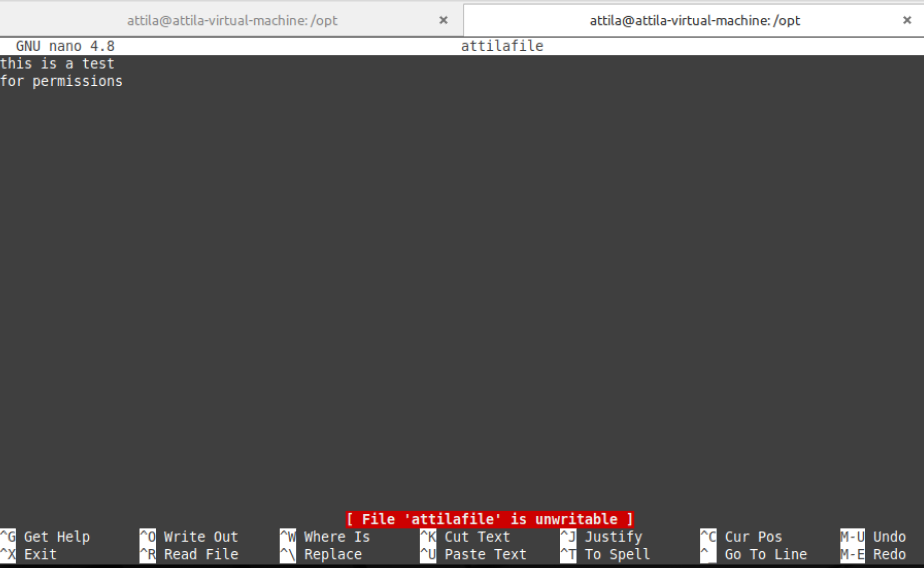 attila@attila-virtual-machine: /opt × attila@attila-virtual-machine: /opt ×
GNU nano 4.8 attilafile
this is a test
for permissions
[ File 'attilafile' is unwritable ]
^G Get Help ^O Write Out ^W Where Is ^K Cut Text ^J Justify ^C Cur Pos M-U Undo
^X Exit ^R Read File ^\ Replace ^U Paste Text ^T To Spell ^_ Go To Line M-E Redo